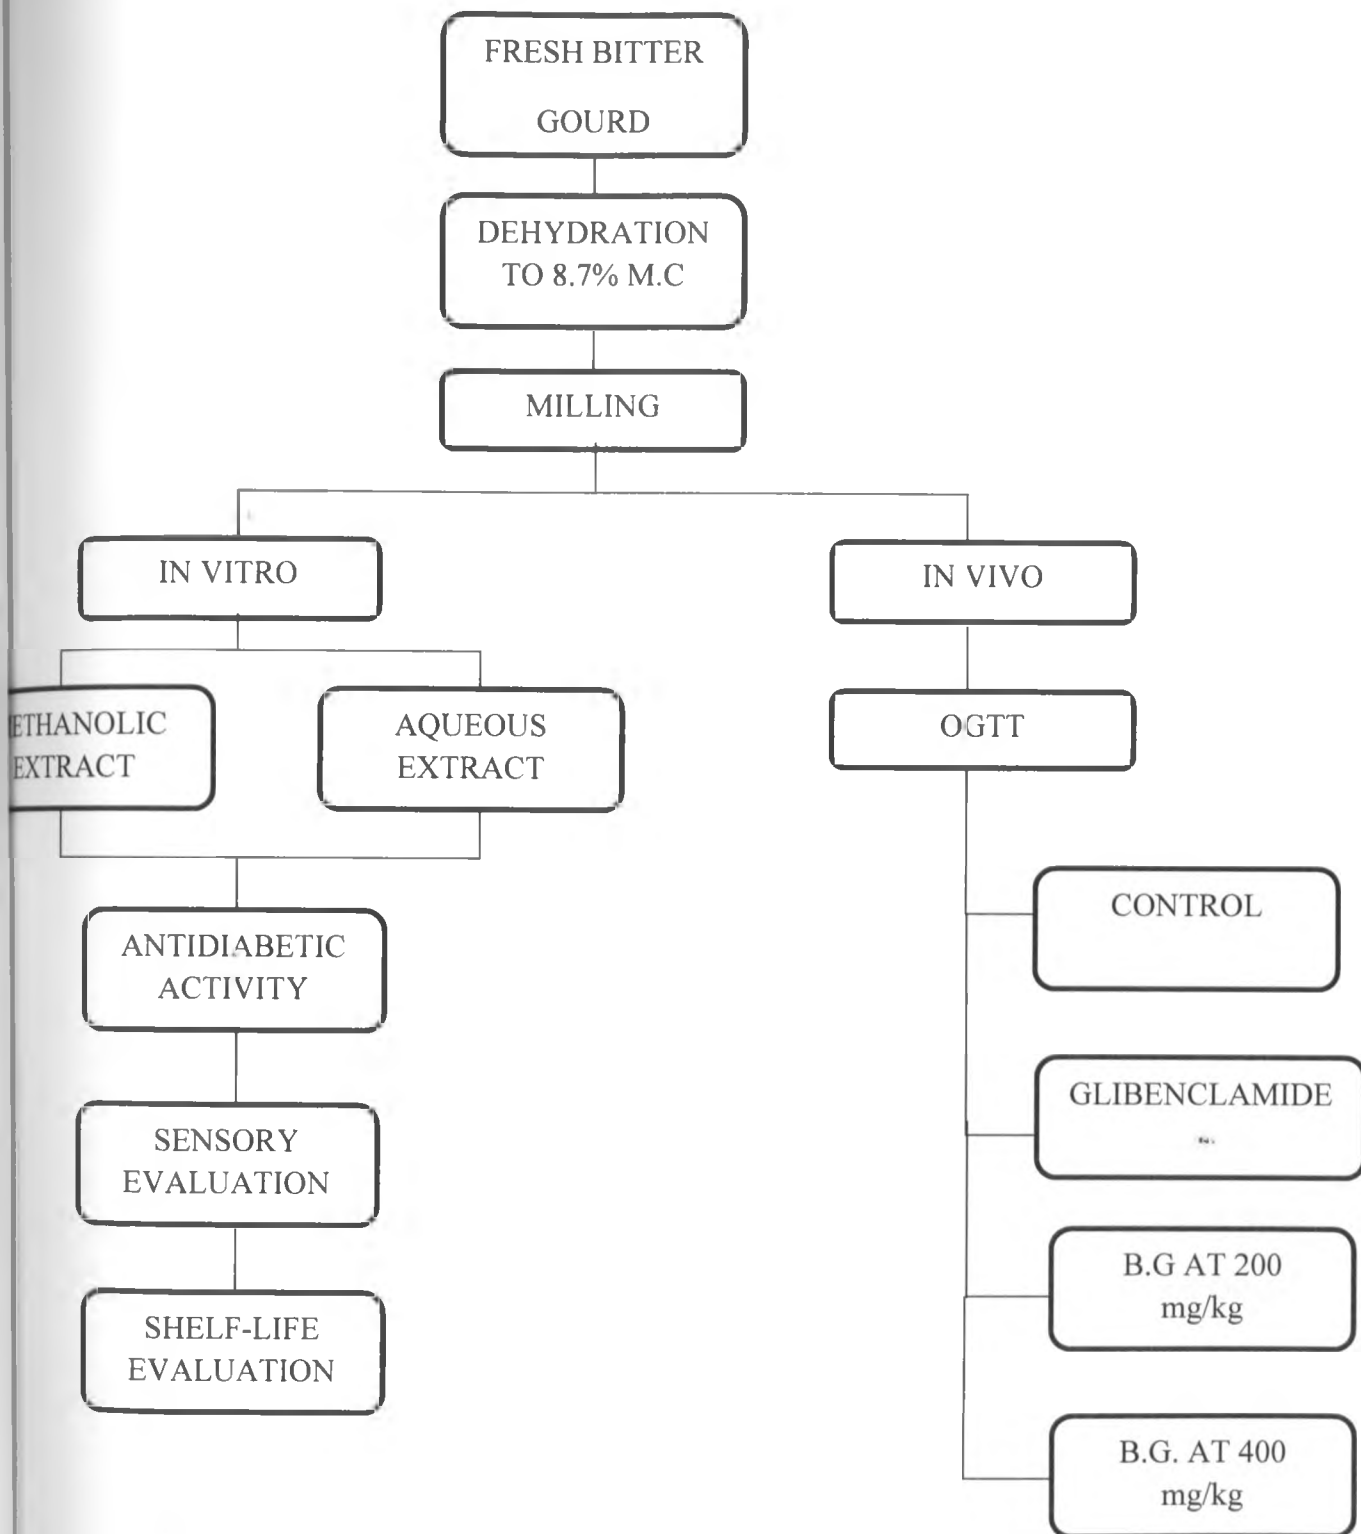 FRESH BITTER
GOURD
DEHYDRATION
TO 8.7% M.C
MILLING
IN VITRO
IN VIVO
ETHANOLIC
EXTRACT
AQUEOUS
EXTRACT
OGTT
ANTIDIABETIC
ACTIVITY
SENSORY
EVALUATION
SHELF-LIFE
EVALUATION
CONTROL
GLIBENCLAMIDE
B.G AT 200
mg/kg
B.G. AT 400
mg/kg